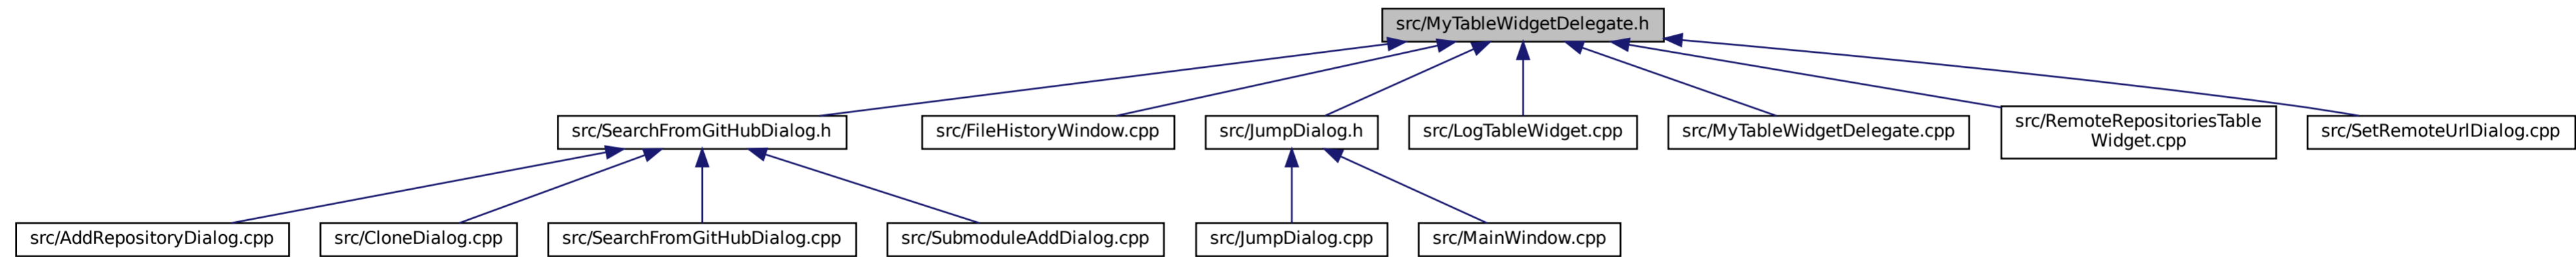 src/MyTableWidgetDelegate.h
src/SearchFromGitHubDialog.h
src/FileHistoryWindow.cpp
src/JumpDialog.h
src/LogTableWidget.cpp
src/MyTableWidgetDelegate.cpp
src/RemoteRepositoriesTable
Widget.cpp
src/SetRemoteUrlDialog.cpp
src/AddRepositoryDialog.cpp
src/CloneDialog.cpp
src/SearchFromGitHubDialog.cpp
src/SubmoduleAddDialog.cpp
src/JumpDialog.cpp
src/MainWindow.cpp